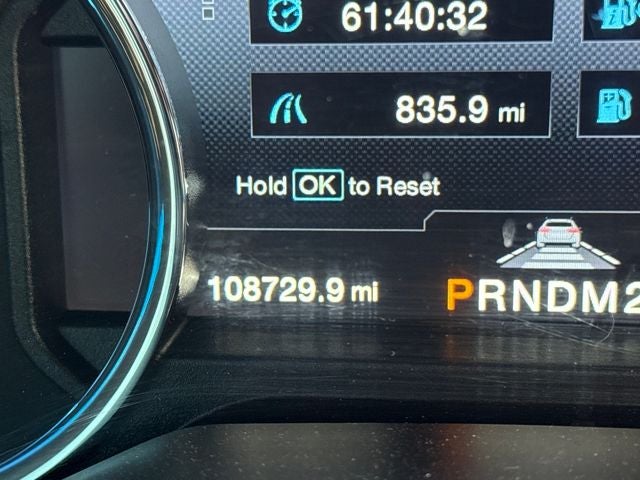 61:40:32
835.9 mi
Hold OK to Reset
108729.9 mi
PRNDM2